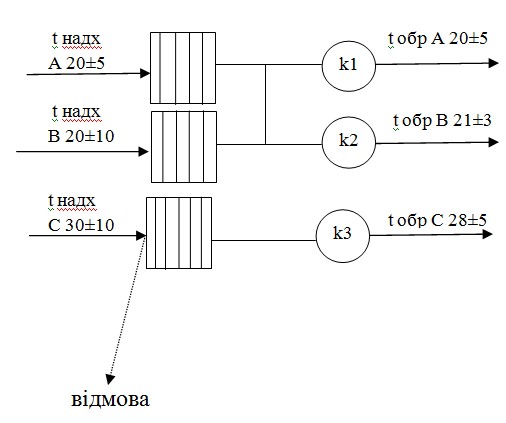 t надх
A 20±5
k1
t обр A 20±5
t надх
B 20±10
k2
t обр B 21±3
t надх
C 30±10
k3
t обр C 28±5
відмова